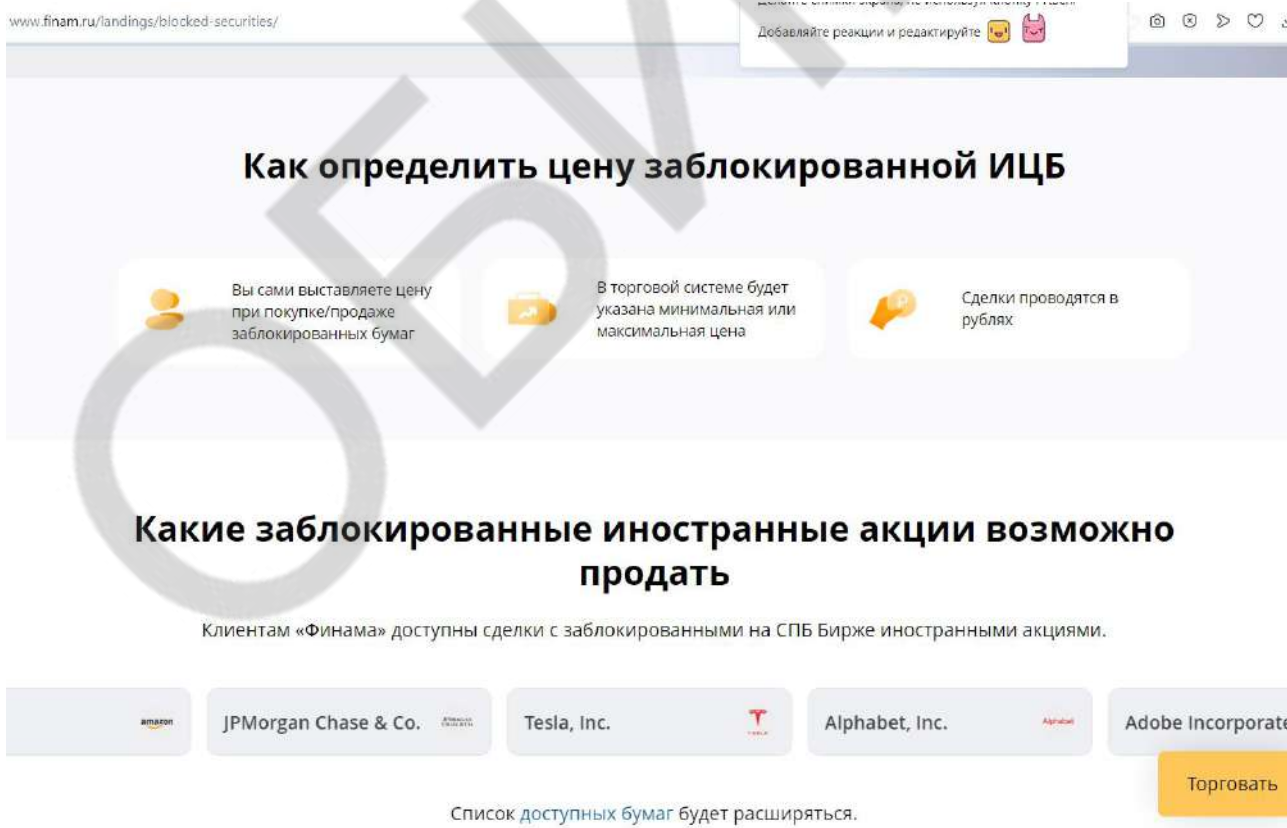 www.finam.ru/landings/blocked-securities/
Добавляйте реакции и редактируйте
Как определить цену заблокированной ИЦБ
Вы сами выставляете цену
при покупке/продаже
заблокированных бумаг
В торговой системе будет
указана минимальная или
максимальная цена
Сделки проводятся в
рублях
Какие заблокированные иностранные акции возможно
продать
Клиентам «Финама» доступны сделки с заблокированными на СПБ Бирже иностранными акциями.
amazon
JPMorgan Chase & Co.
Tesla, Inc.
TESLA
Alphabet, Inc.
Alphabet
Adobe Incorporate
Торговать
Список доступных бумаг будет расширяться.